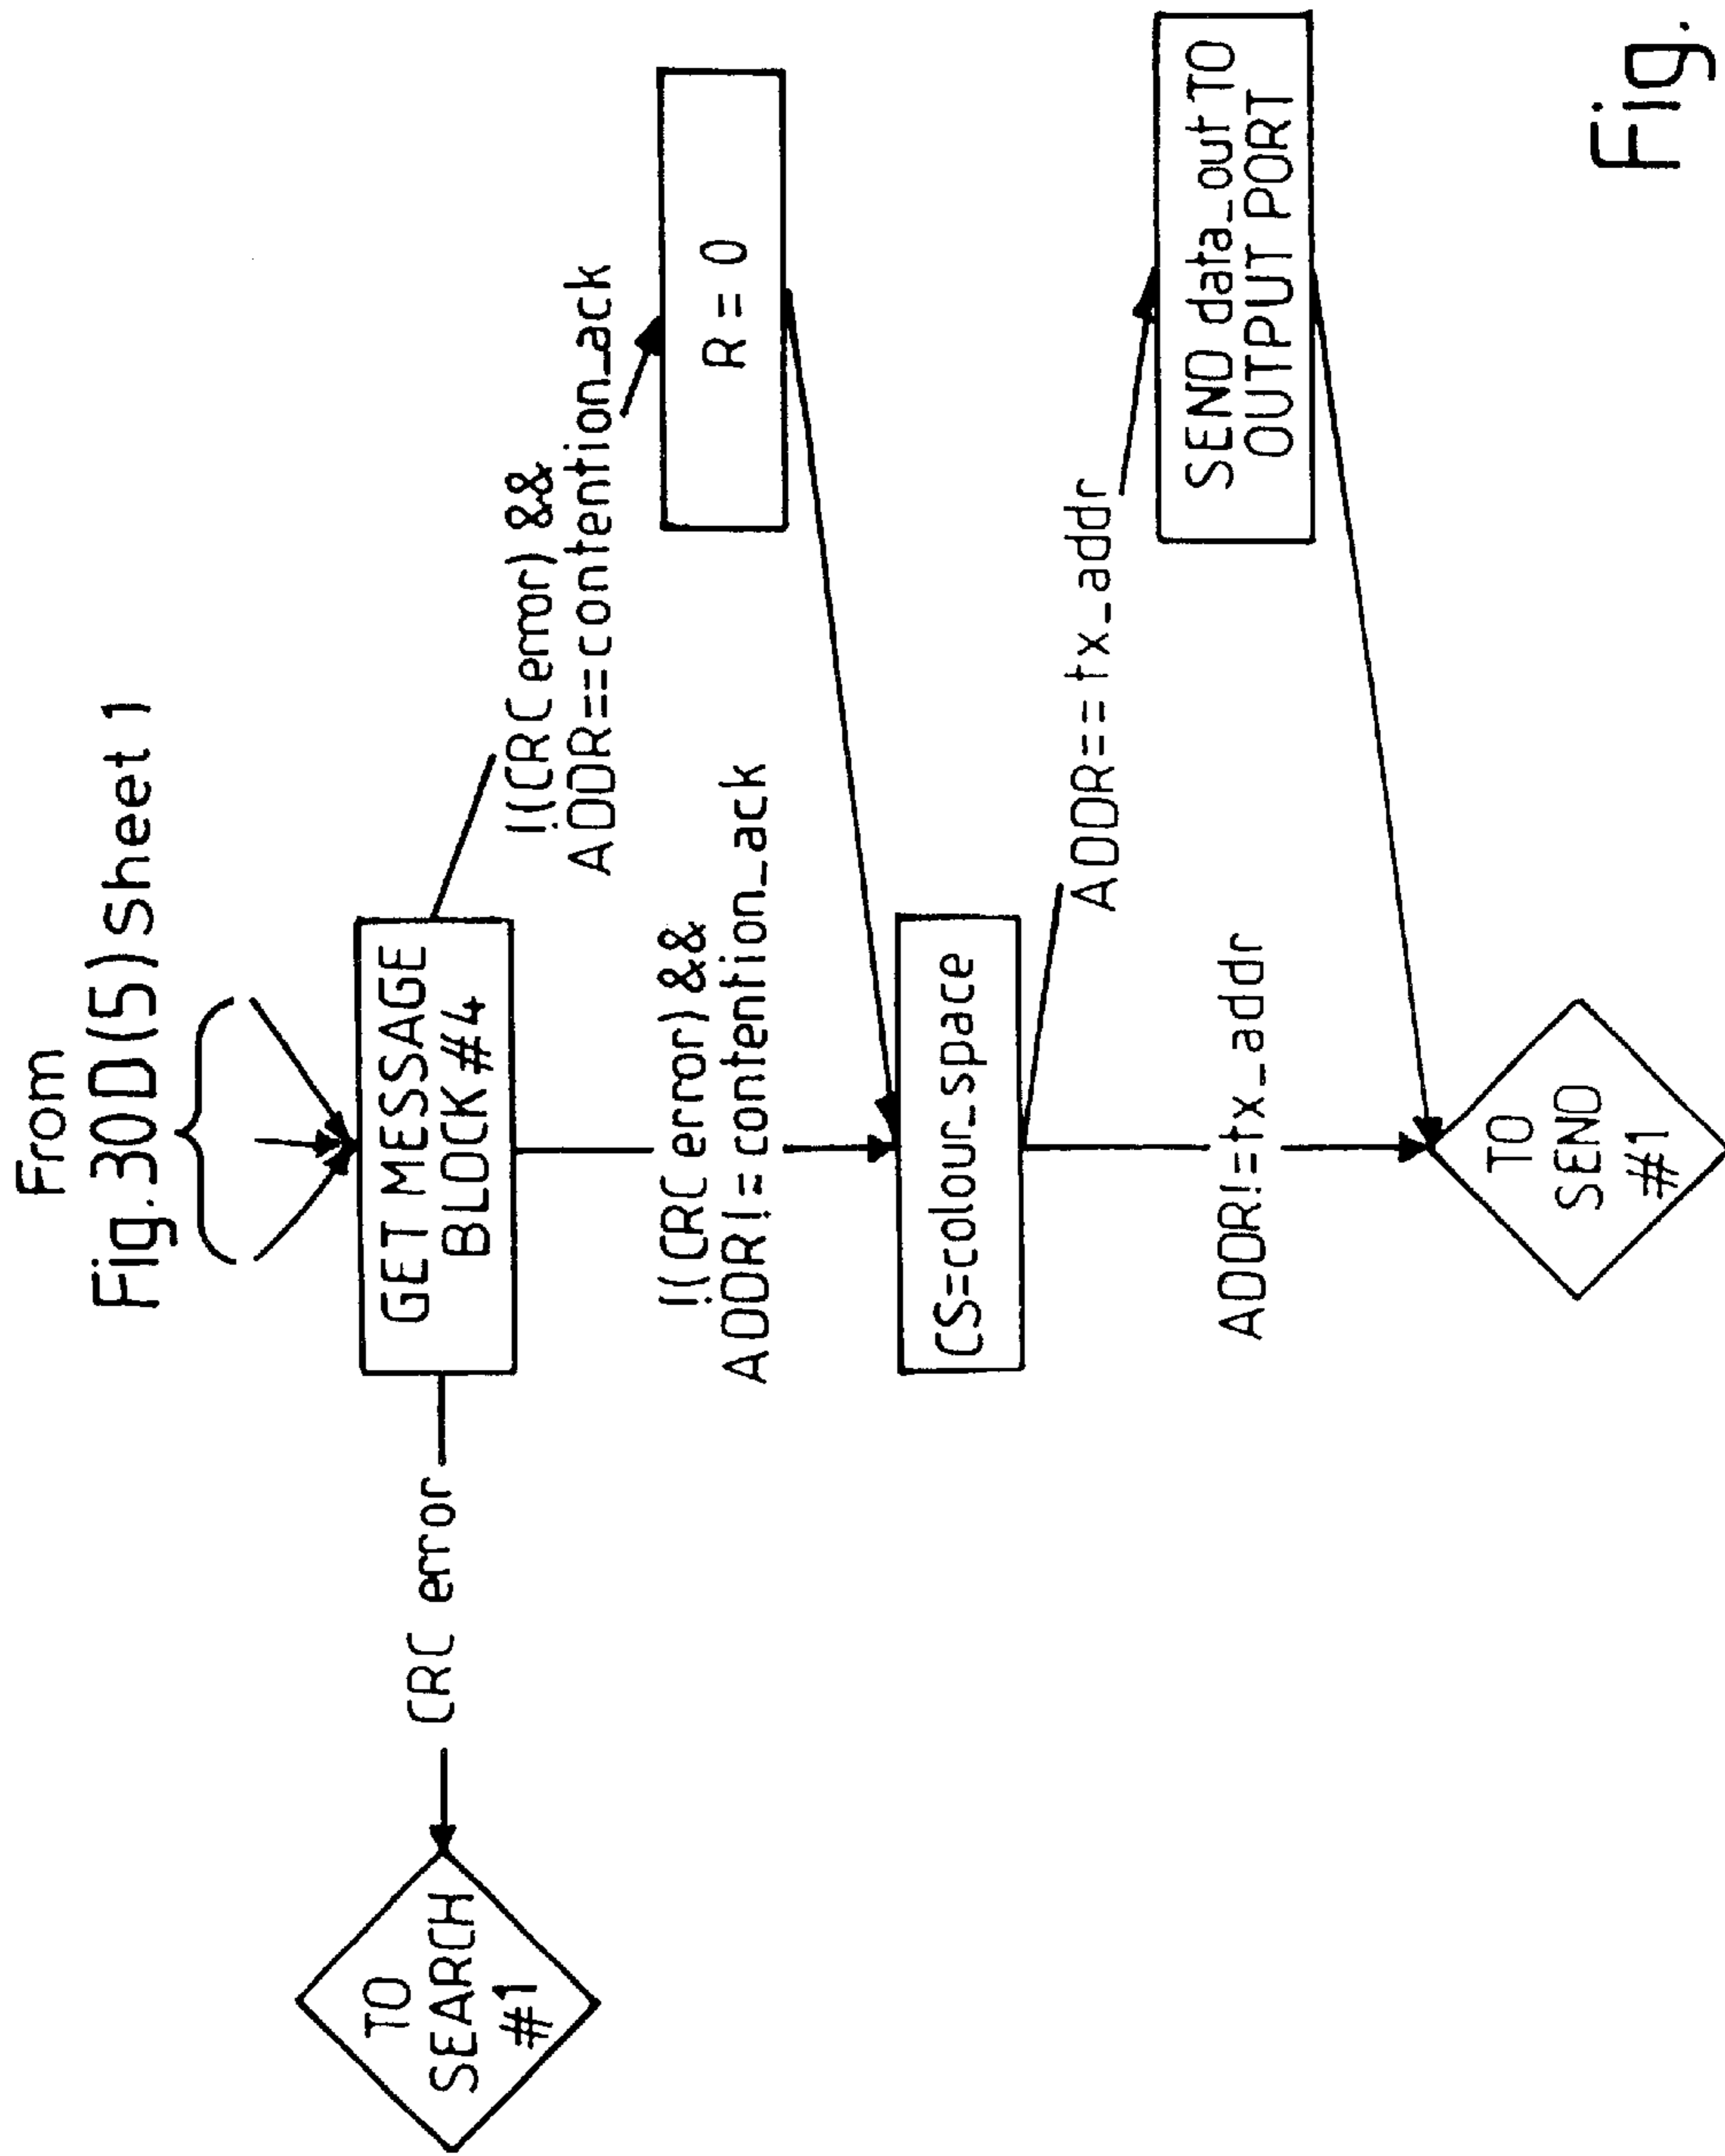 From
Fig.30D(5)sheet 1
GET MESSAGE
BLOCK #4
CRC error
TO
SEARCH
#1
!(CRC error) &&
ADDR==contention_ack
R = 0
!(CRC error) &&
ADDR!=contention_ack
CS=colour_space
ADDR==tx_addr
SEND data_out TO
OUTPUT PORT
ADDR!=tx_addr
TO
SEND
#1
Fig.